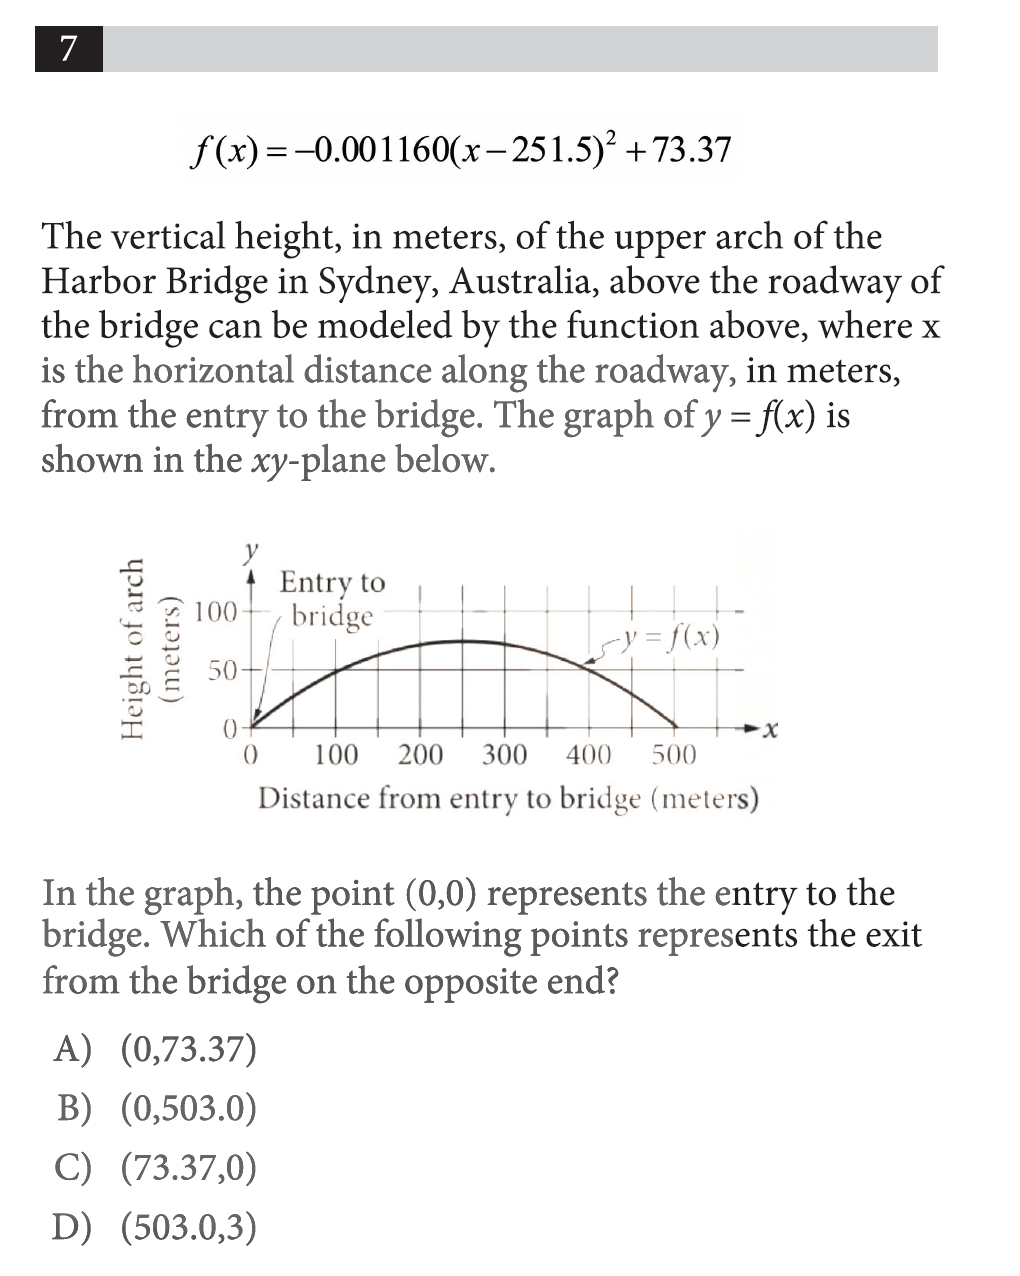 7
f(x) = −0.001160(x − 251.5)² + 73.37
The vertical height, in meters, of the upper arch of the
Harbor Bridge in Sydney, Australia, above the roadway of
the bridge can be modeled by the function above, where x
is the horizontal distance along the roadway, in meters,
from the entry to the bridge. The graph of y = f(x) is
shown in the xy-plane below.
Height of arch
(meters)
y
Entry to
bridge
100
50
0
y = f(x)
x
0 100 200 300 400 500
Distance from entry to bridge (meters)
In the graph, the point (0,0) represents the entry to the
bridge. Which of the following points represents the exit
from the bridge on the opposite end?
A) (0,73.37)
B) (0,503.0)
C) (73.37,0)
D) (503.0,3)